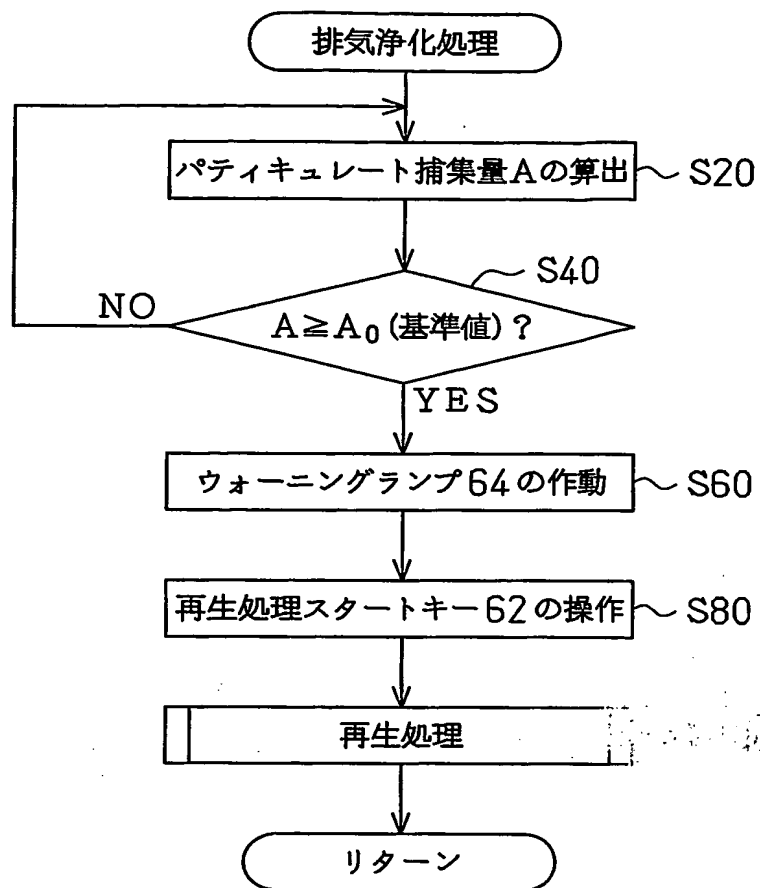 排気浄化処理
パティキュレート捕集量Aの算出
S20
S40
NO
A≧A₀(基準値)?
YES
ウォーニングランプ64の作動
S60
再生処理スタートキー62の操作
S80
再生処理
リターン